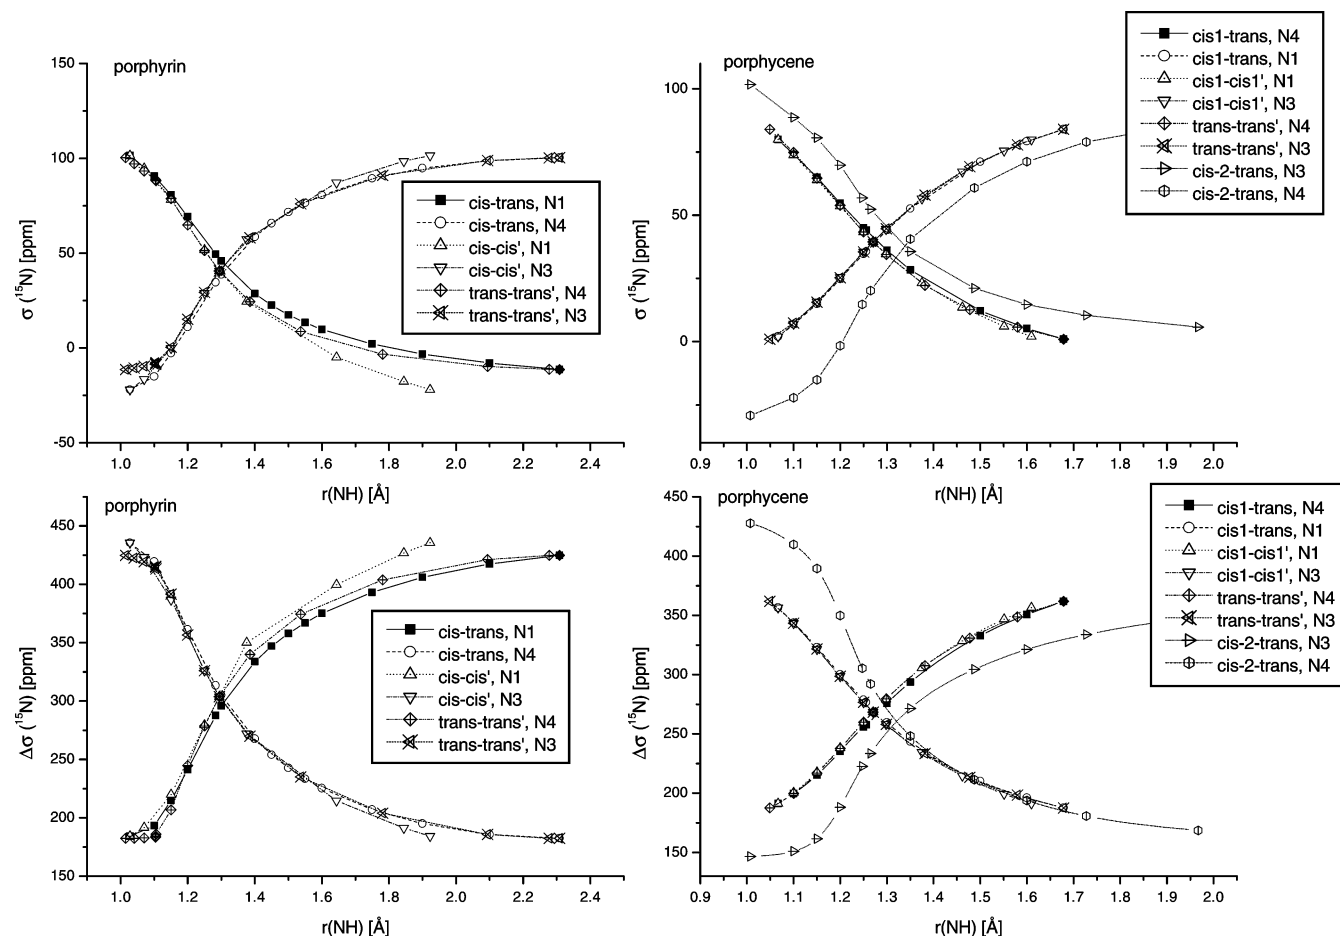 porphyrin
150
100
50
0
-50
σ (¹⁵N) [ppm]
1.0 1.2 1.4 1.6 1.8 2.0 2.2 2.4
r(NH) [Å]
cis-trans, N1
cis-trans, N4
cis-cis', N1
cis-cis', N3
trans-trans', N4
trans-trans', N3
porphycene
100
50
0
σ (¹⁵N) [ppm]
0.9 1.0 1.1 1.2 1.3 1.4 1.5 1.6 1.7 1.8 1.9 2.0
r(NH) [Å]
cis1-trans, N4
cis1-trans, N1
cis1-cis1', N1
cis1-cis1', N3
trans-trans', N4
trans-trans', N3
cis-2-trans, N3
cis-2-trans, N4
porphyrin
450
400
350
300
250
200
150
Δσ (¹⁵N) [ppm]
1.0 1.2 1.4 1.6 1.8 2.0 2.2 2.4
r(NH) [Å]
cis-trans, N1
cis-trans, N4
cis-cis', N1
cis-cis', N3
trans-trans', N4
trans-trans', N3
porphycene
450
400
350
300
250
200
150
Δσ (¹⁵N) [ppm]
0.9 1.0 1.1 1.2 1.3 1.4 1.5 1.6 1.7 1.8 1.9 2.0
r(NH) [Å]
cis1-trans, N4
cis1-trans, N1
cis1-cis1', N1
cis1-cis1', N3
trans-trans', N4
trans-trans', N3
cis-2-trans, N3
cis-2-trans, N4